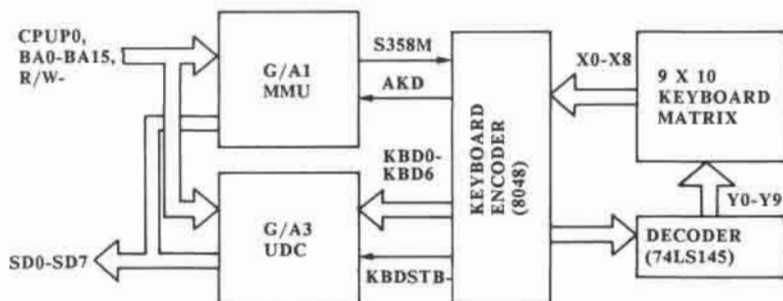 CPUP0,
BA0-BA15,
R/W-
G/A1
MMU
S358M
AKD
KEYBOARD
ENCODER
(8048)
X0-X8
9 X 10
KEYBOARD
MATRIX
KBD0-
KBD6
G/A3
UDC
Y0-Y9
DECODER
(74LS145)
SD0-SD7
KBDSTB-